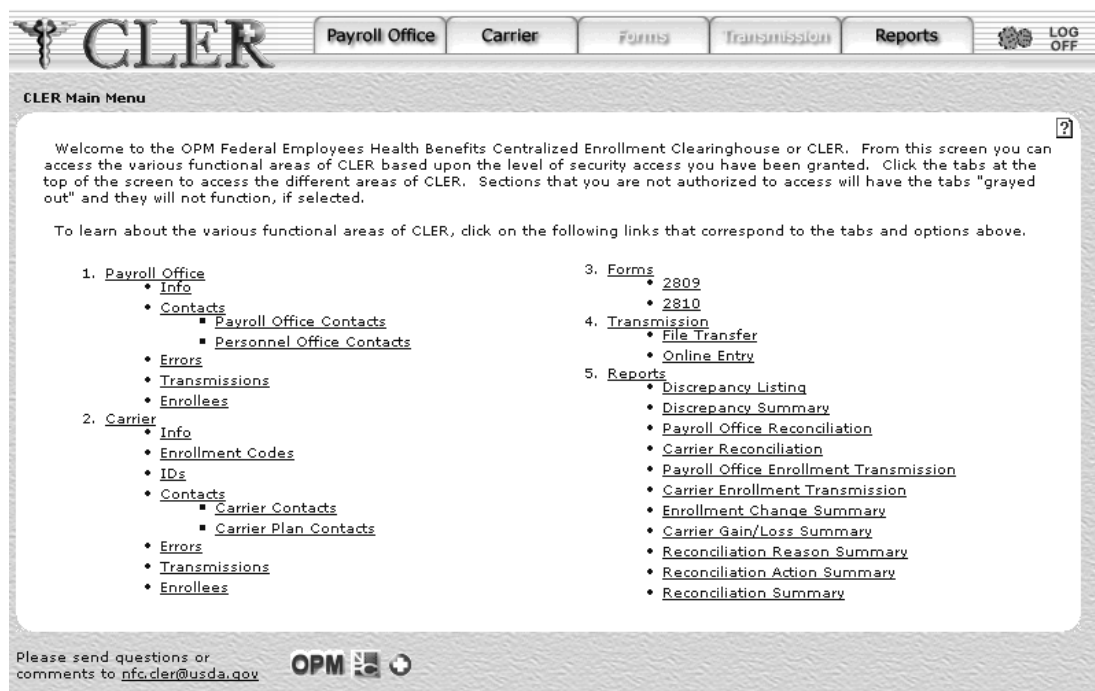 CLER
Payroll Office
Carrier
Forms
Transmission
Reports
LOG
OFF
CLER Main Menu
?
Welcome to the OPM Federal Employees Health Benefits Centralized Enrollment Clearinghouse or CLER. From this screen you can
access the various functional areas of CLER based upon the level of security access you have been granted. Click the tabs at the
top of the screen to access the different areas of CLER. Sections that you are not authorized to access will have the tabs "grayed
out" and they will not function, if selected.
To learn about the various functional areas of CLER, click on the following links that correspond to the tabs and options above.
1. Payroll Office
• Info
• Contacts
▪ Payroll Office Contacts
▪ Personnel Office Contacts
• Errors
• Transmissions
• Enrollees
2. Carrier
• Info
• Enrollment Codes
• IDs
• Contacts
▪ Carrier Contacts
▪ Carrier Plan Contacts
• Errors
• Transmissions
• Enrollees
3. Forms
• 2809
• 2810
4. Transmission
• File Transfer
• Online Entry
5. Reports
• Discrepancy Listing
• Discrepancy Summary
• Payroll Office Reconciliation
• Carrier Reconciliation
• Payroll Office Enrollment Transmission
• Carrier Enrollment Transmission
• Enrollment Change Summary
• Carrier Gain/Loss Summary
• Reconciliation Reason Summary
• Reconciliation Action Summary
• Reconciliation Summary
Please send questions or
comments to nfc.cler@usda.gov
OPM